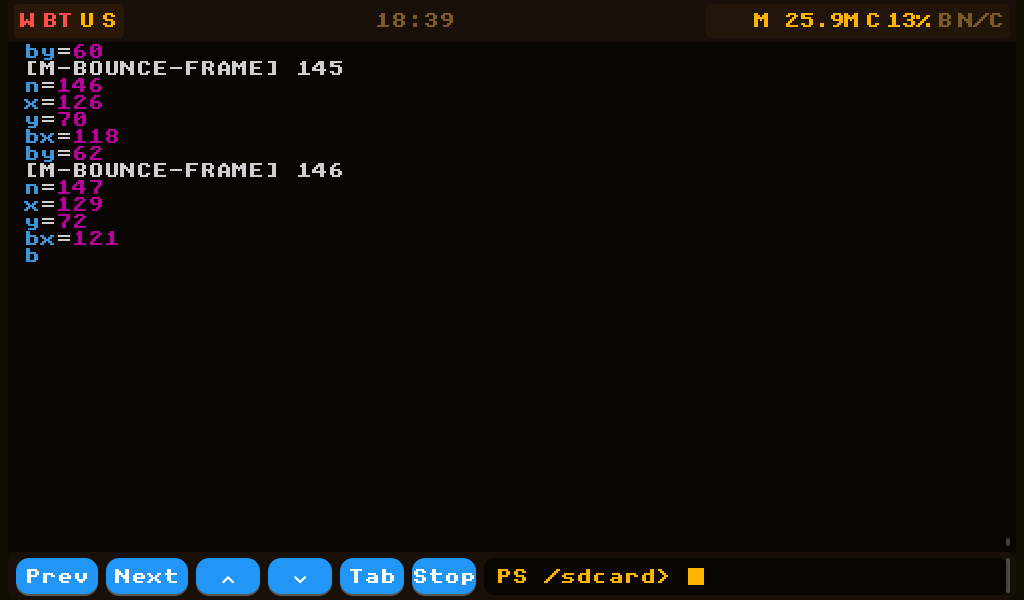 W BT U S 18:39 M 25.9M C 13% B N/C
by=60
[M-BOUNCE-FRAME] 145
n=146
x=126
y=70
bx=118
by=62
[M-BOUNCE-FRAME] 146
n=147
x=129
y=72
bx=121
b
Prev Next ^ ⌄ Tab Stop PS /sdcard>